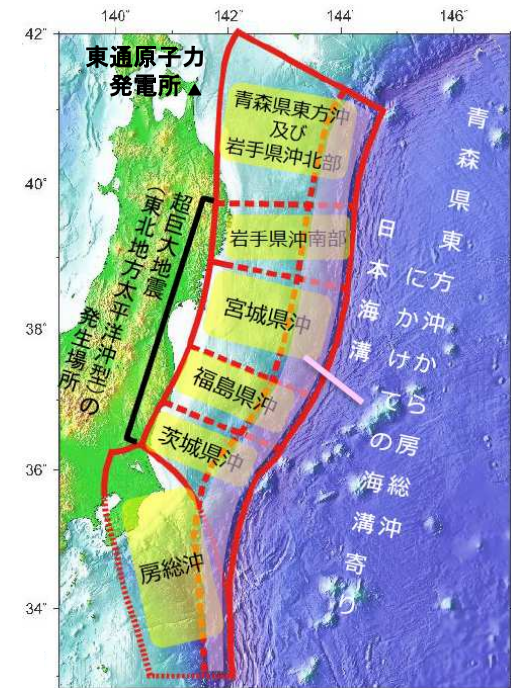 140°
142°
144°
146°
42°
40°
38°
36°
34°
東通原子力
発電所▲
青森県東方沖
及び
岩手県沖北部
岩手県沖南部
宮城県沖
福島県沖
茨城県沖
房総沖
超巨大地震
(東北地方太平洋沖型)の
発生場所
日本海溝
青森県東方沖から房総沖
にかけての海溝寄り